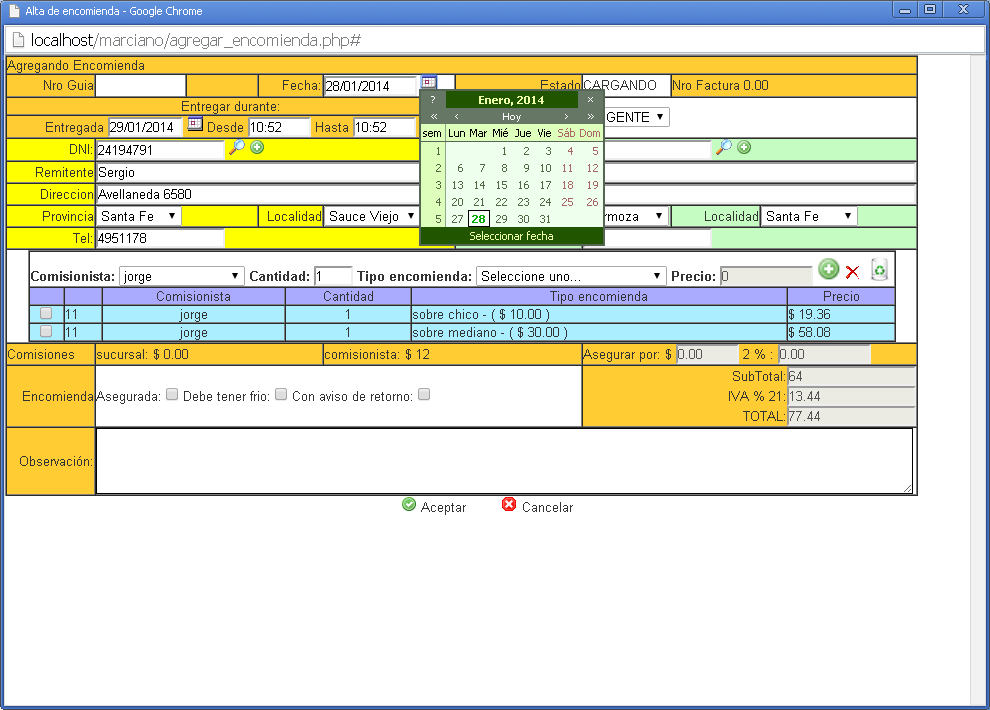 Alta de encomienda - Google Chrome
localhost/marciano/agregar_encomienda.php#
Agregando Encomienda
Nro Guia Fecha: 28/01/2014 Estado CARGANDO Nro Factura 0.00
Entregar durante:
Entregada 29/01/2014 Desde 10:52 Hasta 10:52 GENTE
? Enero, 2014 ×
« ‹ Hoy › »
sem Lun Mar Mié Jue Vie Sáb Dom
1 1 2 3 4 5
2 6 7 8 9 10 11 12
3 13 14 15 16 17 18 19
4 20 21 22 23 24 25 26
5 27 28 29 30 31
Seleccionar fecha
DNI: 24194791
Remitente Sergio
Direccion Avellaneda 6580
Provincia Santa Fe Localidad Sauce Viejo rmoza Localidad Santa Fe
Tel: 4951178
Comisionista: jorge Cantidad: 1 Tipo encomienda: Seleccione uno... Precio: 0
Comisionista Cantidad Tipo encomienda Precio
11 jorge 1 sobre chico - ( $ 10.00 ) $ 19.36
11 jorge 1 sobre mediano - ( $ 30.00 ) $ 58.08
Comisiones sucursal: $ 0.00 comisionista: $ 12 Asegurar por: $ 0.00 2 % : 0.00
Encomienda Asegurada: Debe tener frio: Con aviso de retorno:
SubTotal: 64
IVA % 21: 13.44
TOTAL: 77.44
Observación:
Aceptar Cancelar